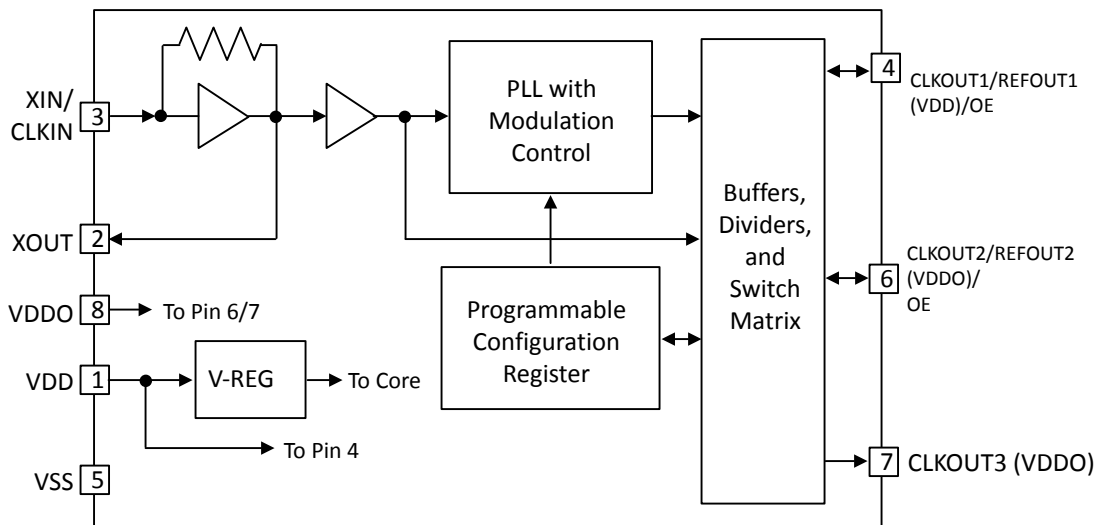 XIN/
CLKIN
3
PLL with
Modulation
Control
4
CLKOUT1/REFOUT1
(VDD)/OE
XOUT
2
Buffers,
Dividers,
and
Switch
Matrix
6
CLKOUT2/REFOUT2
(VDDO)/
OE
VDDO
8
To Pin 6/7
Programmable
Configuration
Register
VDD
1
V-REG
To Core
To Pin 4
VSS
5
7
CLKOUT3 (VDDO)